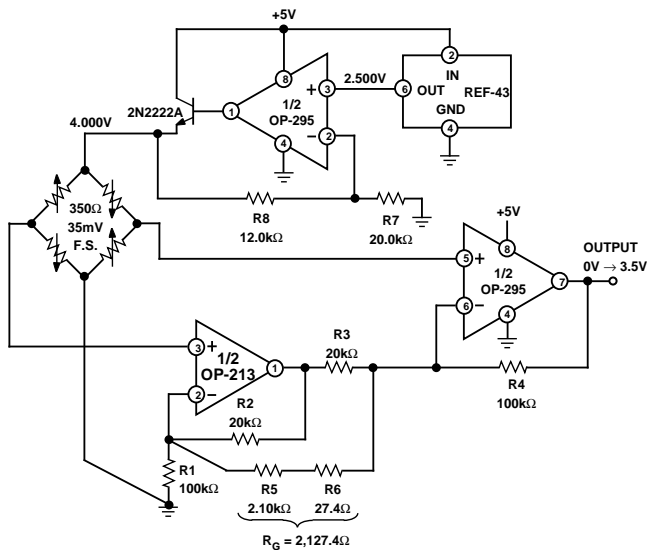 +5V
2
IN
8
+
3
2.500V
6
OUT
REF-43
1
1/2
OP-295
GND
2N2222A
2
−
4
4
4.000V
350Ω
35mV
F.S.
R8
12.0kΩ
R7
20.0kΩ
+5V
8
OUTPUT
0V → 3.5V
5
+
1/2
OP-295
7
6
−
4
3
+
1/2
OP-213
1
2
−
R3
20kΩ
R4
100kΩ
R2
20kΩ
R1
100kΩ
R5
2.10kΩ
R6
27.4Ω
RG = 2,127.4Ω